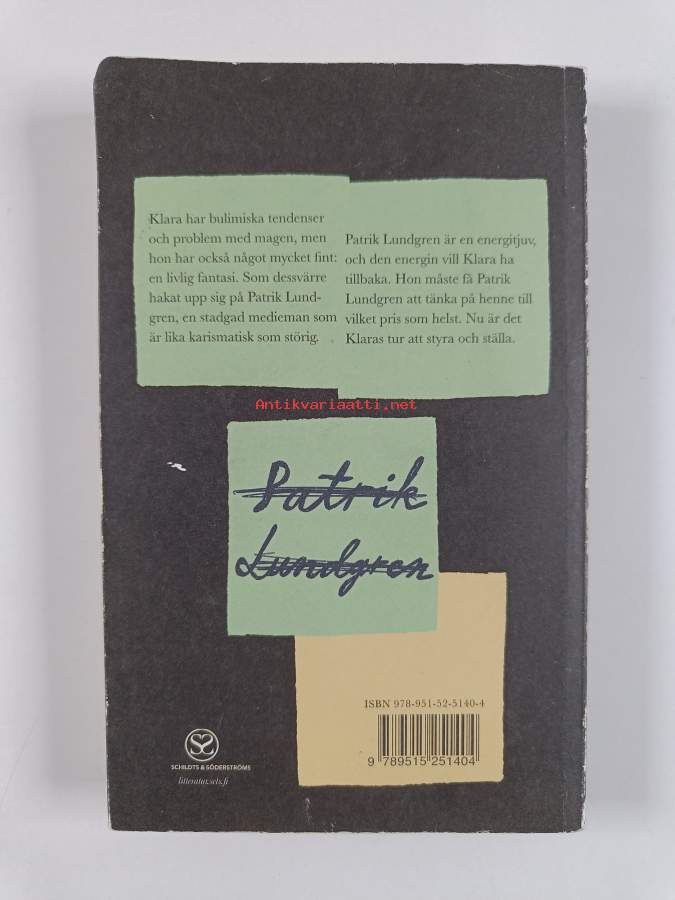 Klara har bulimiska tendenser
och problem med magen, men
hon har också något mycket fint:
en livlig fantasi. Som dessvärre
hakat upp sig på Patrik Lund-
gren, en stadgad medieman som
är lika karismatisk som störig.
Patrik Lundgren är en energitjuv,
och den energin vill Klara ha
tillbaka. Hon måste få Patrik
Lundgren att tänka på henne till
vilket pris som helst. Nu är det
Klaras tur att styra och ställa.
Antikvariaatti.net
Patrik
Lundgren
ISBN 978-951-52-5140-4
9 789515 251404
SCHILDTS & SÖDERSTRÖMS
litteratur.sets.fi